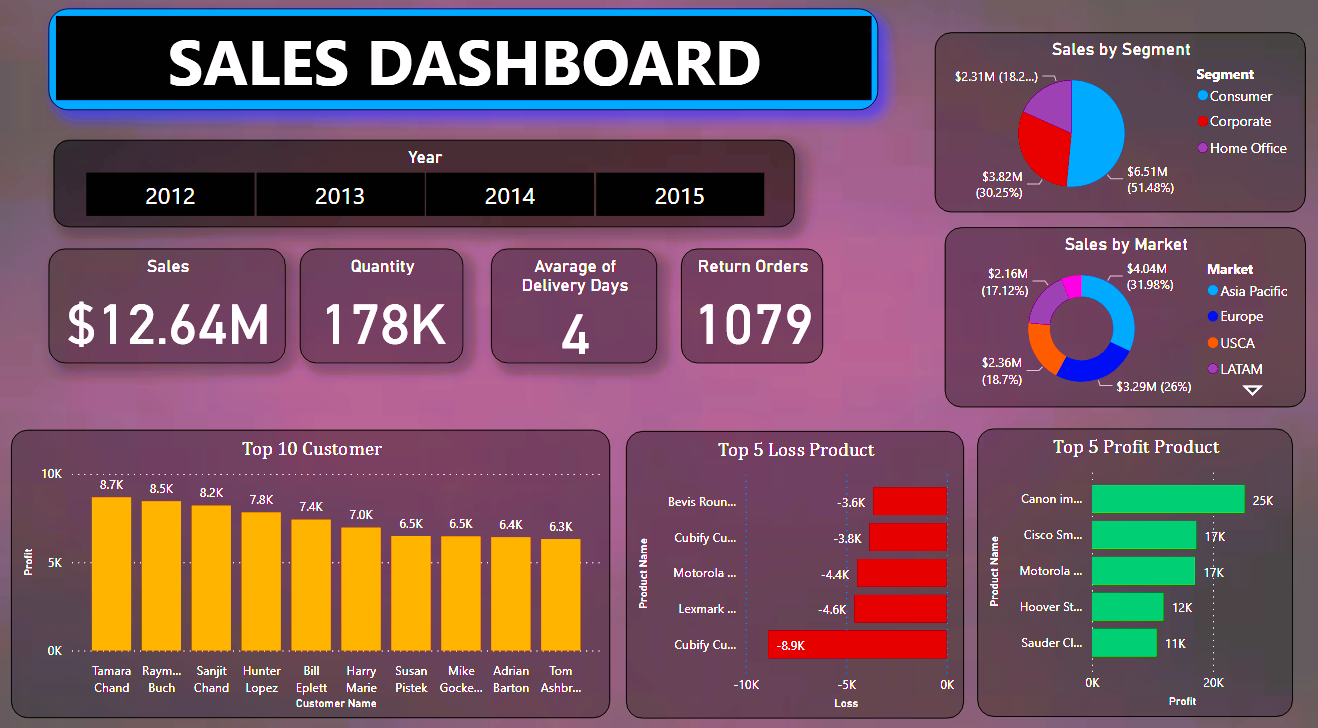 SALES DASHBOARD
Year
2012
2013
2014
2015
Sales
$12.64M
Quantity
178K
Avarage of
Delivery Days
4
Return Orders
1079
Sales by Segment
$2.31M (18.2...)
$3.82M
(30.25%)
$6.51M
(51.48%)
Segment
Consumer
Corporate
Home Office
Sales by Market
$2.16M
(17.12%)
$4.04M
(31.98%)
$2.36M
(18.7%)
$3.29M (26%)
Market
Asia Pacific
Europe
USCA
LATAM
Top 10 Customer
Profit
10K
5K
0K
8.7K
8.5K
8.2K
7.8K
7.4K
7.0K
6.5K
6.5K
6.4K
6.3K
Tamara
Chand
Raym...
Buch
Sanjit
Chand
Hunter
Lopez
Bill
Eplett
Harry
Marie
Susan
Pistek
Mike
Gocke...
Adrian
Barton
Tom
Ashbr...
Customer Name
Top 5 Loss Product
Product Name
Bevis Roun...
-3.6K
Cubify Cu...
-3.8K
Motorola ...
-4.4K
Lexmark ...
-4.6K
Cubify Cu...
-8.9K
-10K
-5K
0K
Loss
Top 5 Profit Product
Product Name
Canon im...
25K
Cisco Sm...
17K
Motorola ...
17K
Hoover St...
12K
Sauder Cl...
11K
0K
20K
Profit